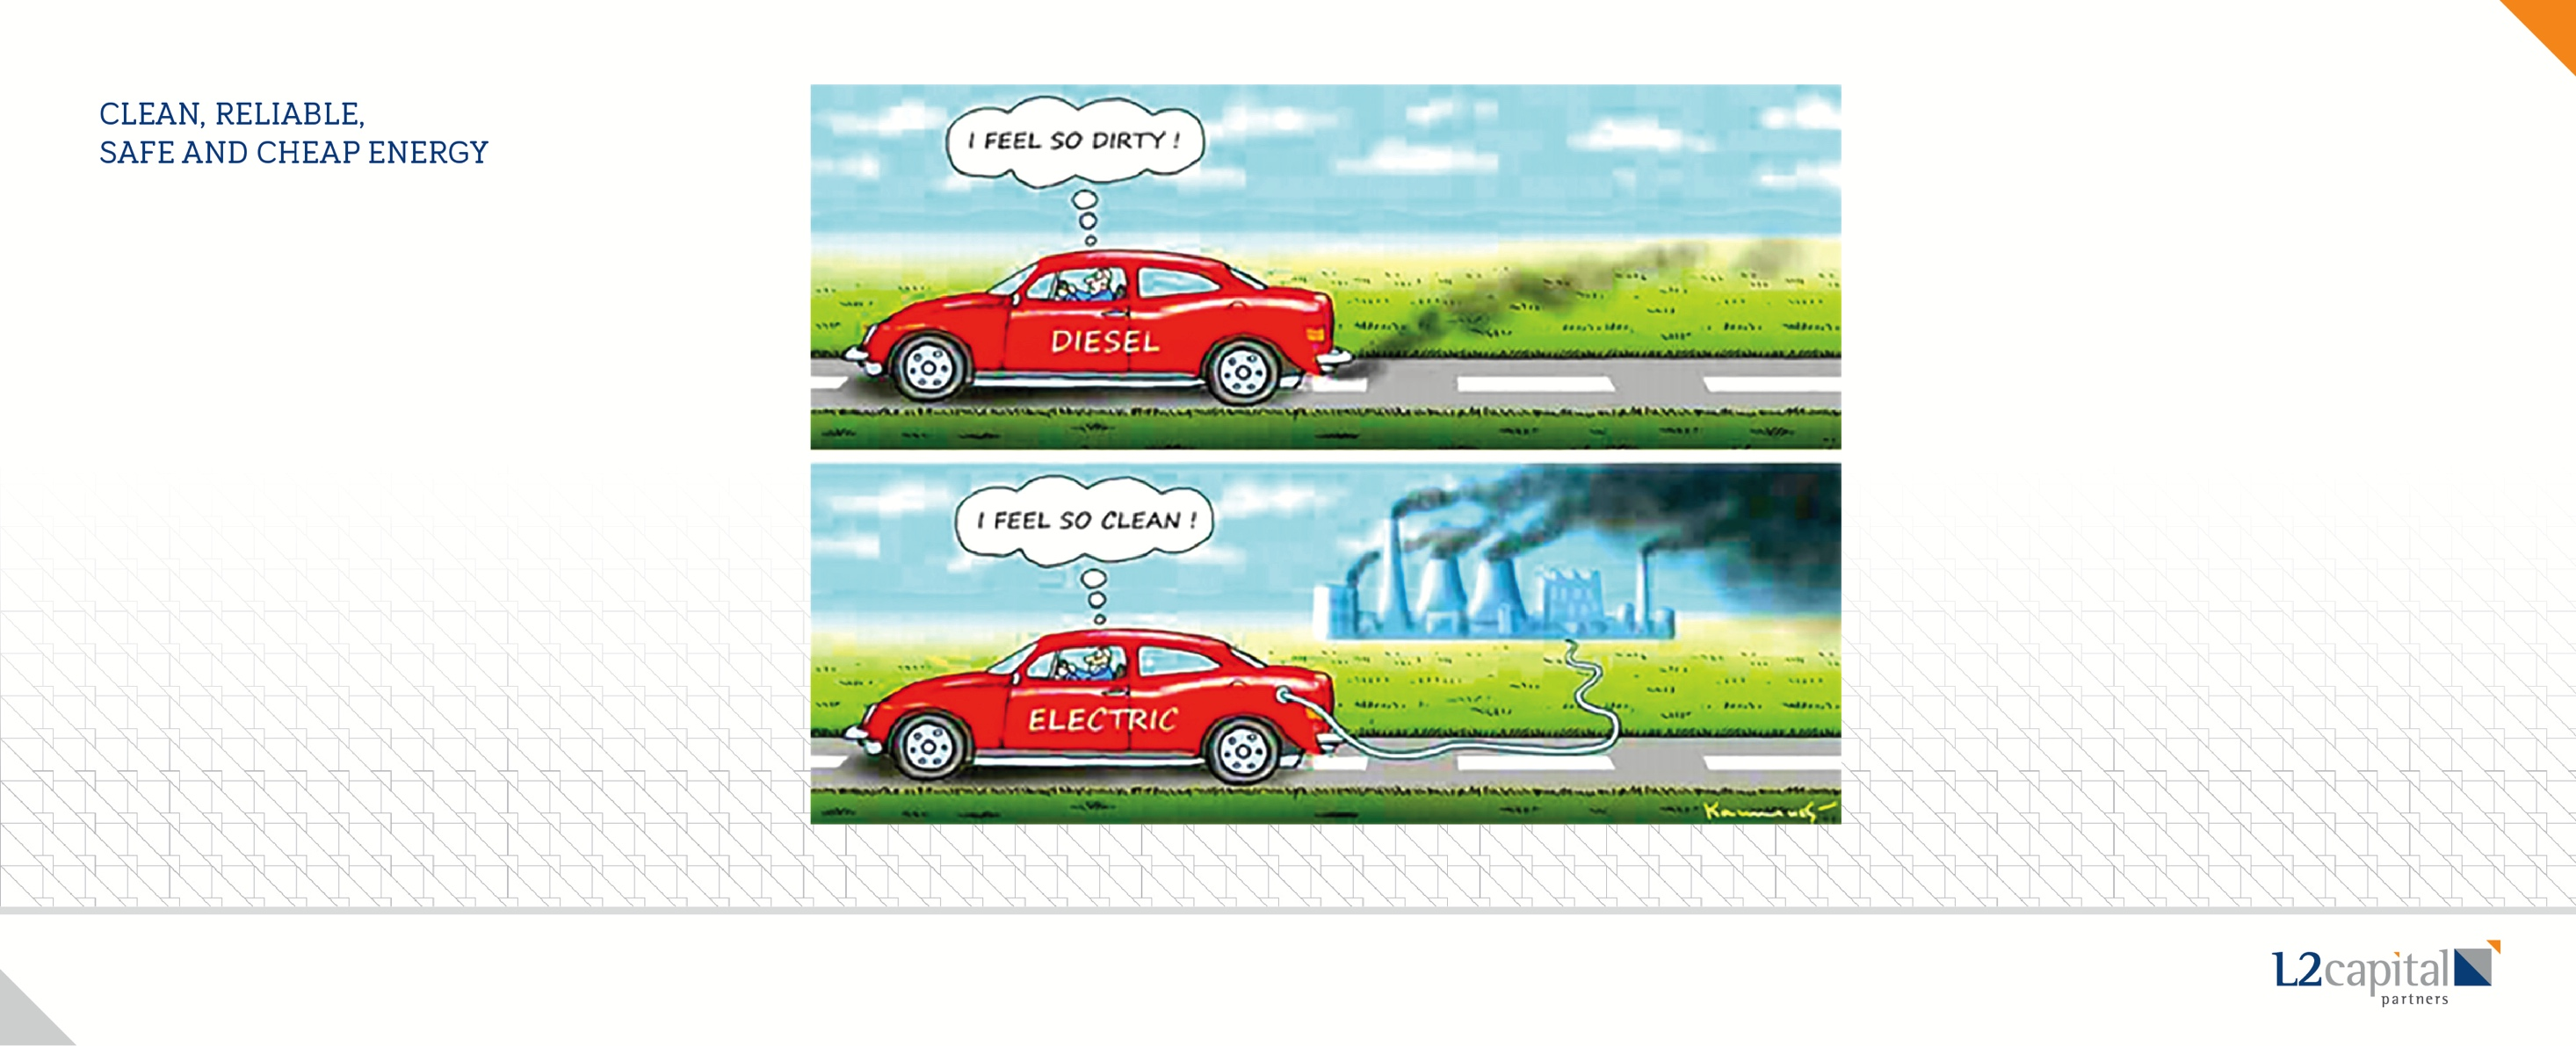 CLEAN, RELIABLE,
SAFE AND CHEAP ENERGY
I FEEL SO DIRTY !
DIESEL
I FEEL SO CLEAN !
ELECTRIC
L2capital
partners